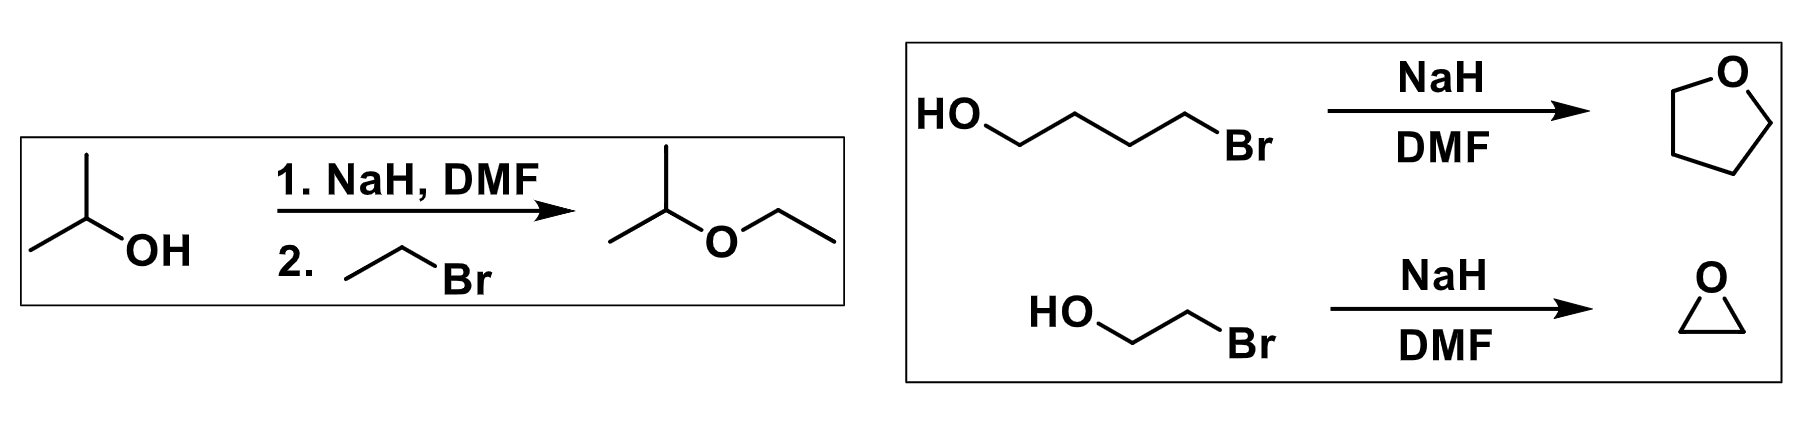 OH
1. NaH, DMF
2.
Br
O
HO
Br
NaH
DMF
O
HO
Br
NaH
DMF
O